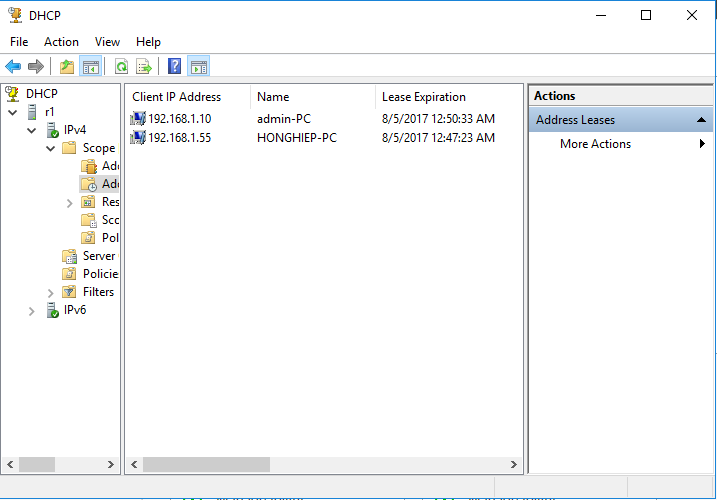 DHCP
File Action View Help
DHCP
r1
IPv4
Scope
Add
Add
Res
Sco
Pol
Server
Policie
Filters
IPv6
Client IP Address Name Lease Expiration
192.168.1.10 admin-PC 8/5/2017 12:50:33 AM
192.168.1.55 HONGHIEP-PC 8/5/2017 12:47:23 AM
Actions
Address Leases
More Actions